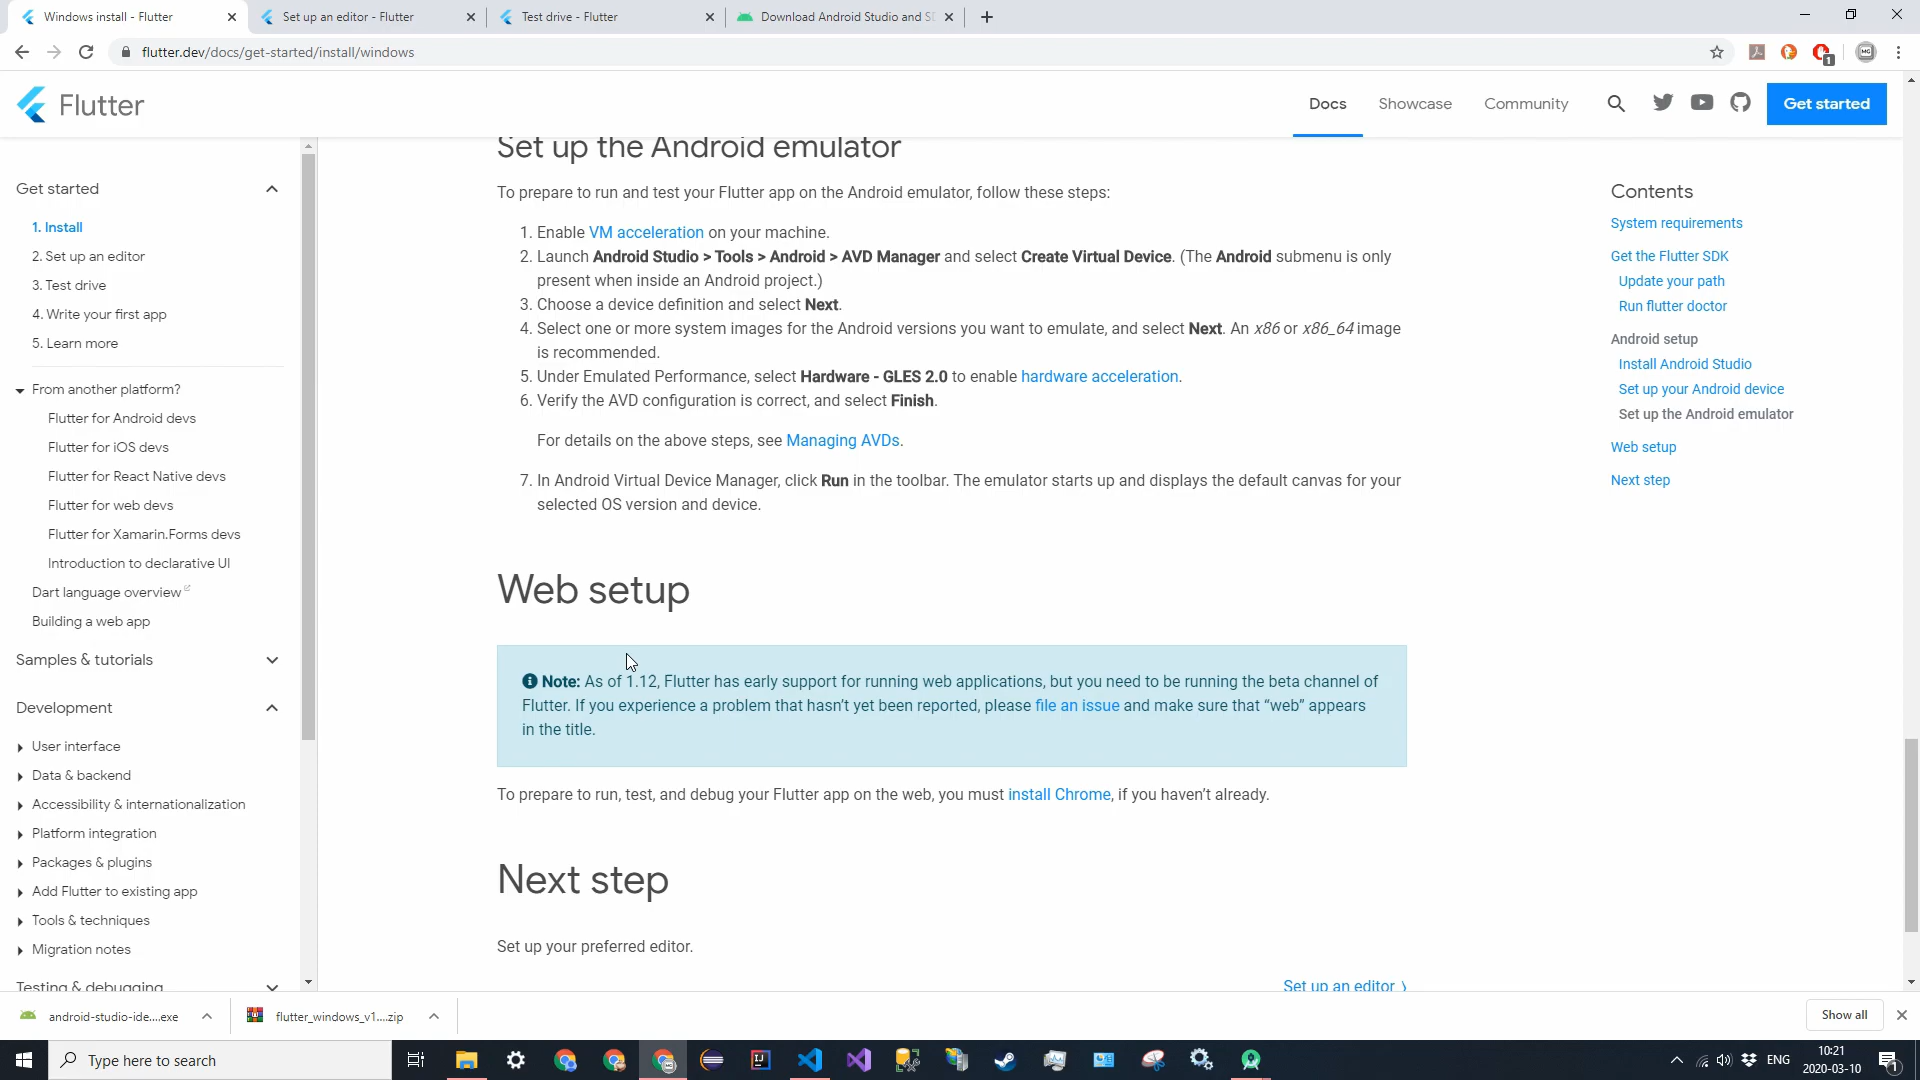 Windows install - Flutter
Set up an editor - Flutter
Test drive - Flutter
Download Android Studio and S
flutter.dev/docs/get-started/install/windows
1
MG
Flutter
Docs
Showcase
Community
Get started
Get started
1. Install
2. Set up an editor
3. Test drive
4. Write your first app
5. Learn more
From another platform?
Flutter for Android devs
Flutter for iOS devs
Flutter for React Native devs
Flutter for web devs
Flutter for Xamarin.Forms devs
Introduction to declarative UI
Dart language overview
Building a web app
Samples & tutorials
Development
User interface
Data & backend
Accessibility & internationalization
Platform integration
Packages & plugins
Add Flutter to existing app
Tools & techniques
Migration notes
Testing & debugging
Set up the Android emulator
To prepare to run and test your Flutter app on the Android emulator, follow these steps:
1. Enable VM acceleration on your machine.
2. Launch Android Studio > Tools > Android > AVD Manager and select Create Virtual Device. (The Android submenu is only
present when inside an Android project.)
3. Choose a device definition and select Next.
4. Select one or more system images for the Android versions you want to emulate, and select Next. An x86 or x86_64 image
is recommended.
5. Under Emulated Performance, select Hardware - GLES 2.0 to enable hardware acceleration.
6. Verify the AVD configuration is correct, and select Finish.
For details on the above steps, see Managing AVDs.
7. In Android Virtual Device Manager, click Run in the toolbar. The emulator starts up and displays the default canvas for your
selected OS version and device.
Web setup
Note: As of 1.12, Flutter has early support for running web applications, but you need to be running the beta channel of
Flutter. If you experience a problem that hasn’t yet been reported, please file an issue and make sure that “web” appears
in the title.
To prepare to run, test, and debug your Flutter app on the web, you must install Chrome, if you haven’t already.
Next step
Set up your preferred editor.
Set up an editor ›
Contents
System requirements
Get the Flutter SDK
Update your path
Run flutter doctor
Android setup
Install Android Studio
Set up your Android device
Set up the Android emulator
Web setup
Next step
android-studio-ide....exe
flutter_windows_v1....zip
Show all
Type here to search
ENG
10:21
2020-03-10
1